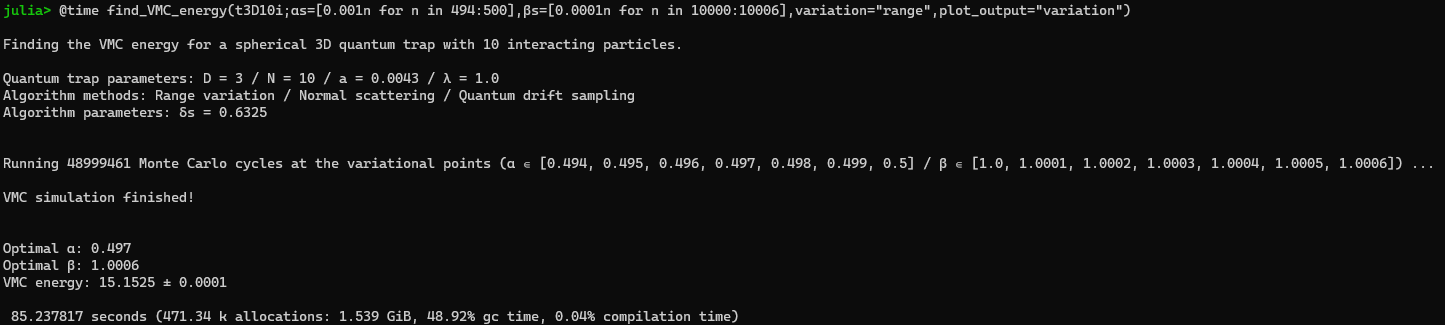 julia> @time find_VMC_energy(t3D10i;αs=[0.001n for n in 494:500],βs=[0.0001n for n in 10000:10006],variation="range",plot_output="variation")
Finding the VMC energy for a spherical 3D quantum trap with 10 interacting particles.
Quantum trap parameters: D = 3 / N = 10 / a = 0.0043 / λ = 1.0
Algorithm methods: Range variation / Normal scattering / Quantum drift sampling
Algorithm parameters: δs = 0.6325
Running 48999461 Monte Carlo cycles at the variational points (α ∈ [0.494, 0.495, 0.496, 0.497, 0.498, 0.499, 0.5] / β ∈ [1.0, 1.0001, 1.0002, 1.0003, 1.0004, 1.0005, 1.0006]) ...
VMC simulation finished!
Optimal α: 0.497
Optimal β: 1.0006
VMC energy: 15.1525 ± 0.0001
85.237817 seconds (471.34 k allocations: 1.539 GiB, 48.92% gc time, 0.04% compilation time)